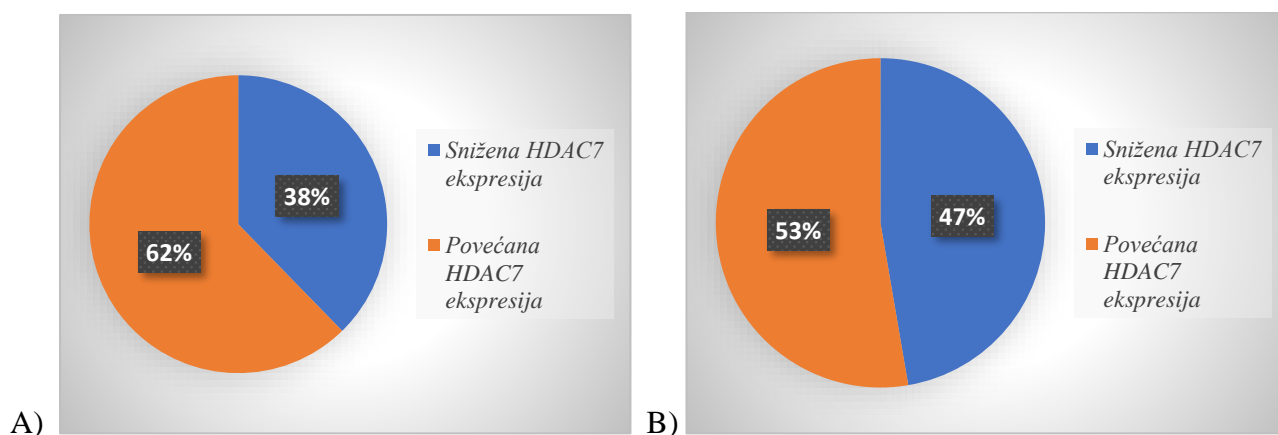 38%
62%
Snižena HDAC7
ekspresija
Povećana
HDAC7
ekspresija
A)
47%
53%
Snižena HDAC7
ekspresija
Povećana
HDAC7
ekspresija
B)